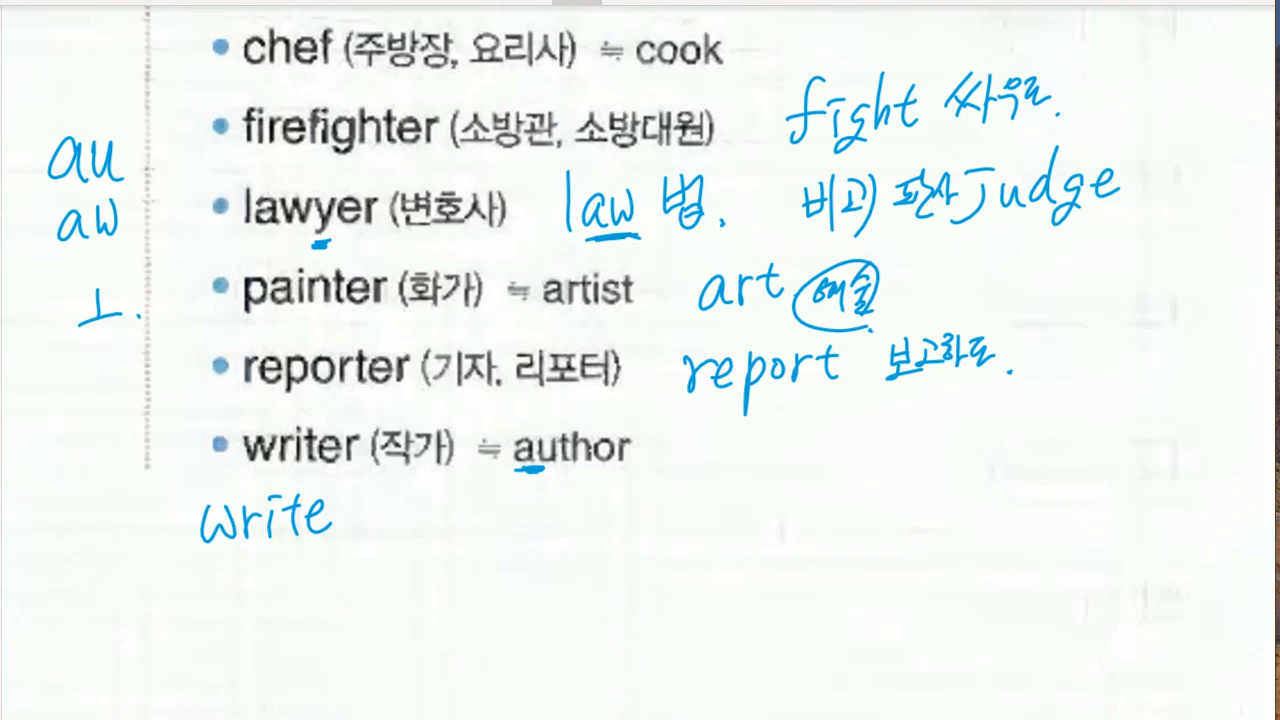 • chef (주방장, 요리사) ≒ cook
• firefighter (소방관, 소방대원) fight 싸우다.
au
• lawyer (변호사) law 법. 비교) 판사 Judge
aw
• painter (화가) ≒ artist art 예술
ㅗ.
• reporter (기자, 리포터) report 보고하다.
• writer (작가) ≒ author
write